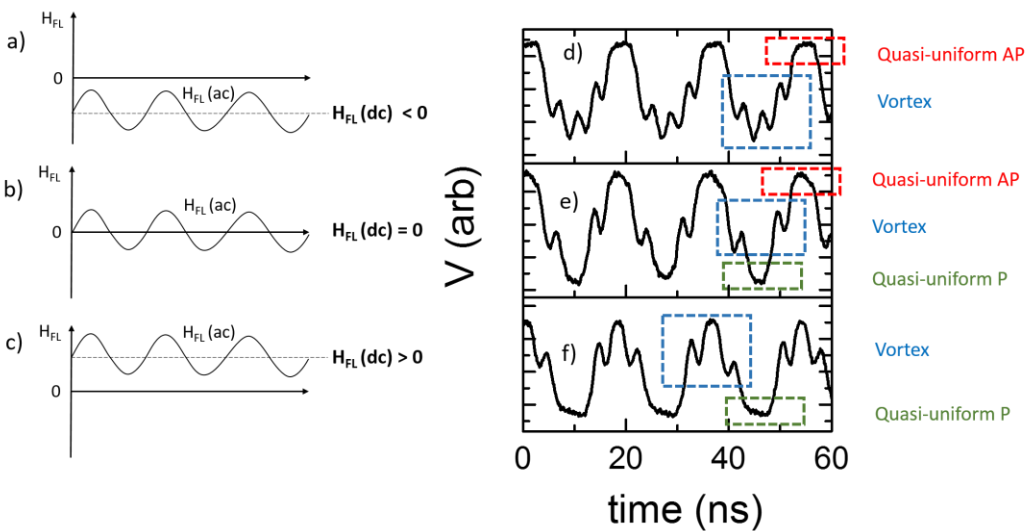 a)
H_FL
0
H_FL (ac)
H_FL (dc) < 0
b)
H_FL
0
H_FL (ac)
H_FL (dc) = 0
c)
H_FL
0
H_FL (ac)
H_FL (dc) > 0
V (arb)
d)
Quasi-uniform AP
Vortex
e)
Quasi-uniform AP
Vortex
Quasi-uniform P
f)
Vortex
Quasi-uniform P
0 20 40 60
time (ns)